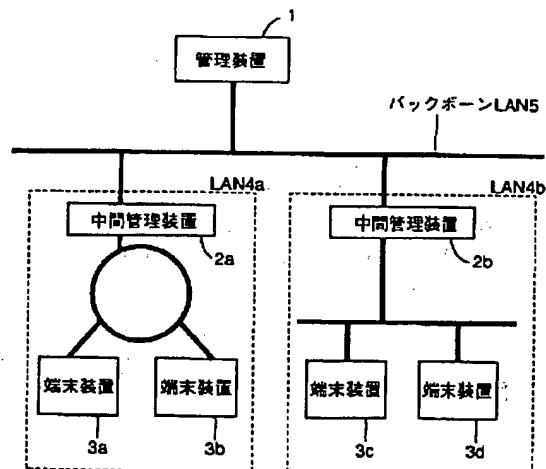 1
管理装置
バックボーンLAN5
LAN4a
LAN4b
中間管理装置
中間管理装置
2a
2b
端末装置
端末装置
端末装置
端末装置
3a
3b
3c
3d